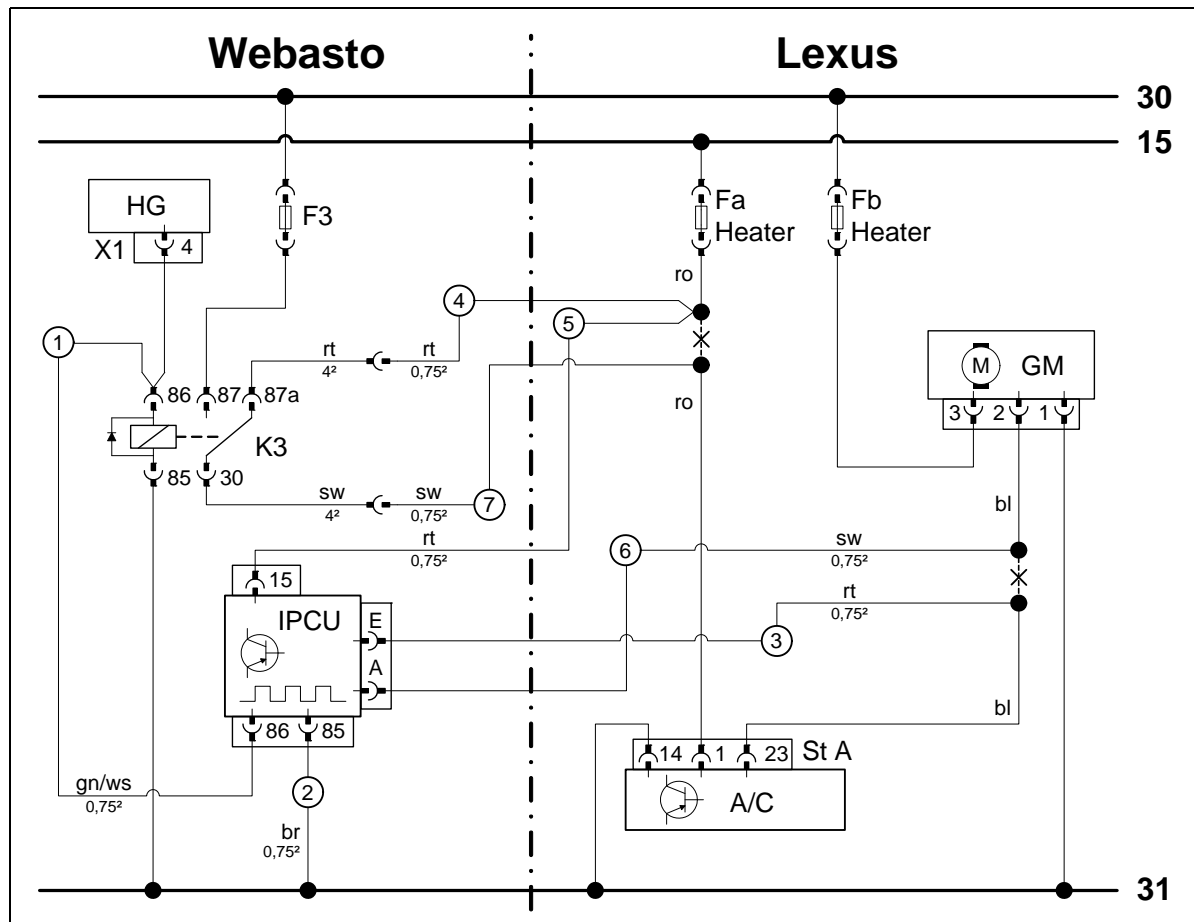 Webasto
Lexus
30
15
HG
X1
4
F3
Fa
Heater
Fb
Heater
ro
1
4
5
rt
4²
rt
0,75²
86
87
87a
K3
85
30
ro
M
GM
3
2
1
sw
4²
sw
0,75²
7
bl
rt
0,75²
6
sw
0,75²
15
IPCU
E
A
rt
0,75²
3
86
85
bl
gn/ws
0,75²
2
14
1
23
St A
A/C
br
0,75²
31